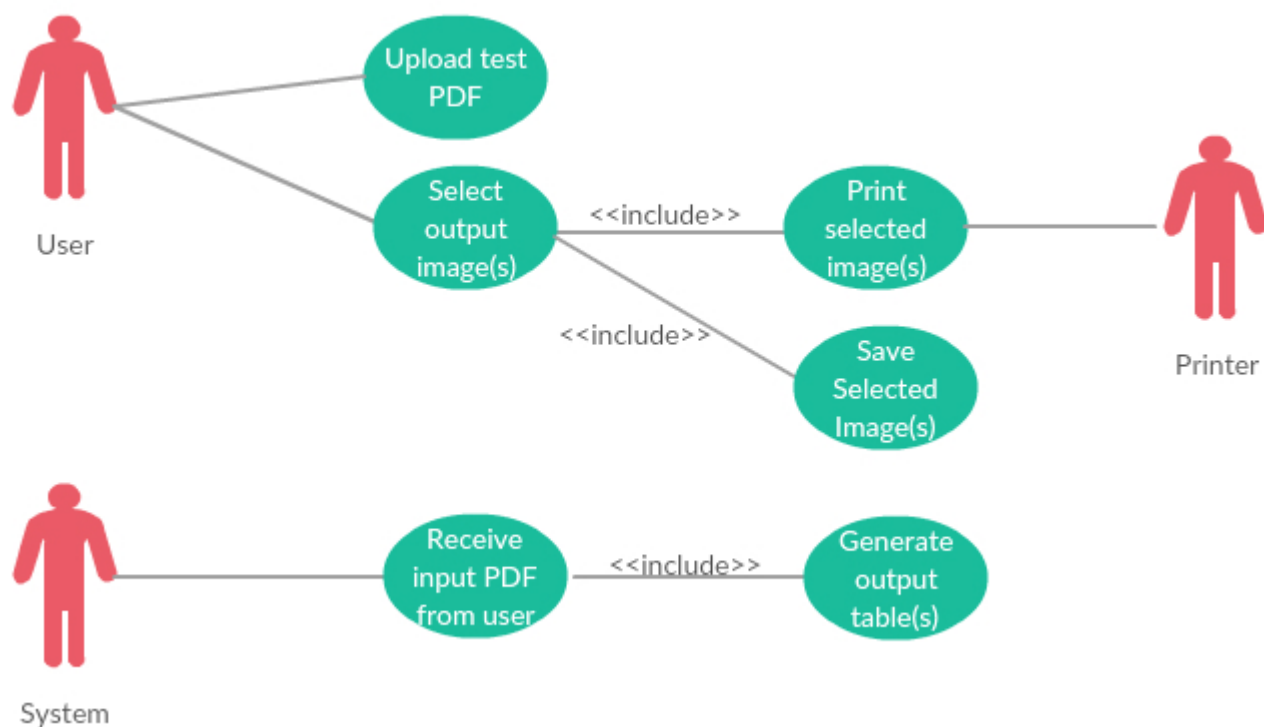 Upload test
PDF
User
Select
output
image(s)
<<include>>
Print
selected
image(s)
Printer
<<include>>
Save
Selected
Image(s)
System
Receive
input PDF
from user
<<include>>
Generate
output
table(s)